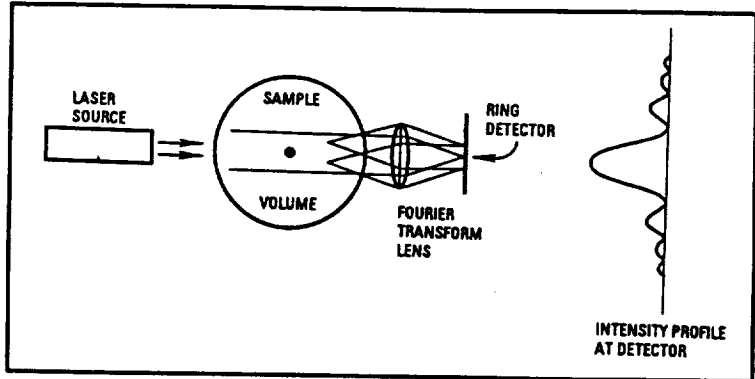 LASER
SOURCE
SAMPLE
VOLUME
FOURIER
TRANSFORM
LENS
RING
DETECTOR
INTENSITY PROFILE
AT DETECTOR